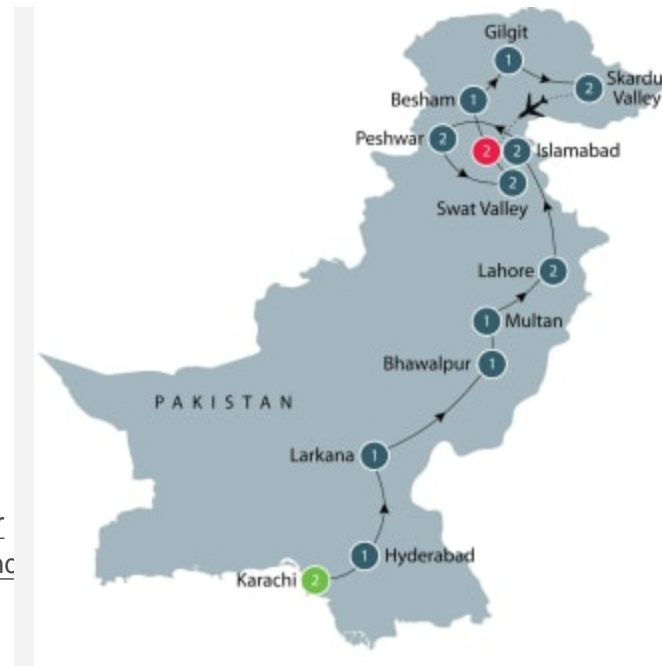 Gilgit
1
Skardu
2
Valley
Besham
1
Peshwar
2
2
2
Islamabad
2
Swat Valley
Lahore
2
1
Multan
Bhawalpur
1
PAKISTAN
Larkana
1
1
Hyderabad
Karachi
2